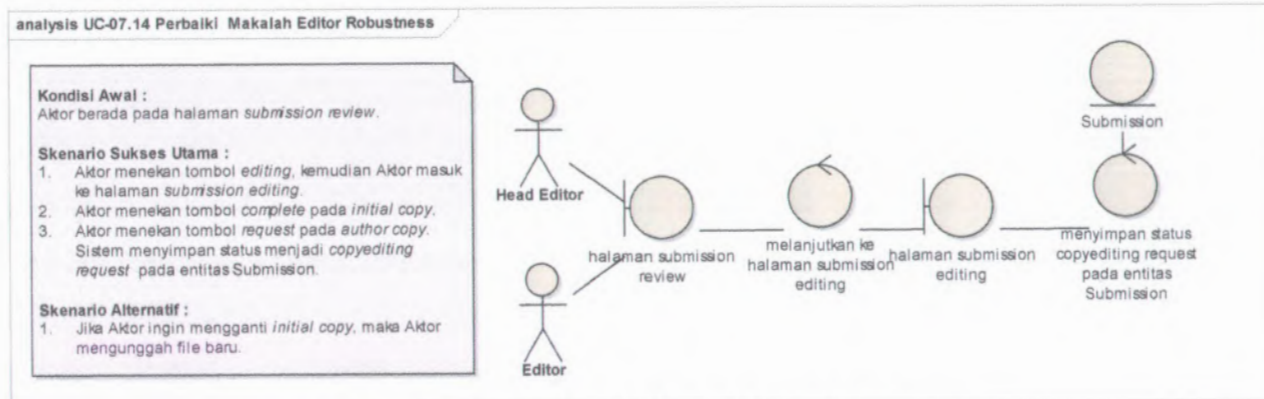 analysis UC-07.14 Perbaiki Makalah Editor Robustness
Kondisi Awal :
Aktor berada pada halaman submission review.
Skenario Sukses Utama :
1. Aktor menekan tombol editing, kemudian Aktor masuk
ke halaman submission editing.
2. Aktor menekan tombol complete pada initial copy.
3. Aktor menekan tombol request pada author copy.
Sistem menyimpan status menjadi copyediting
request pada entitas Submission.
Skenario Alternatif :
1. Jika Aktor ingin mengganti initial copy, maka Aktor
mengunggah file baru.
Head Editor
Editor
halaman submission
review
melanjutkan ke
halaman submission
editing
halaman submission
editing
Submission
menyimpan status
copyediting request
pada entitas
Submission